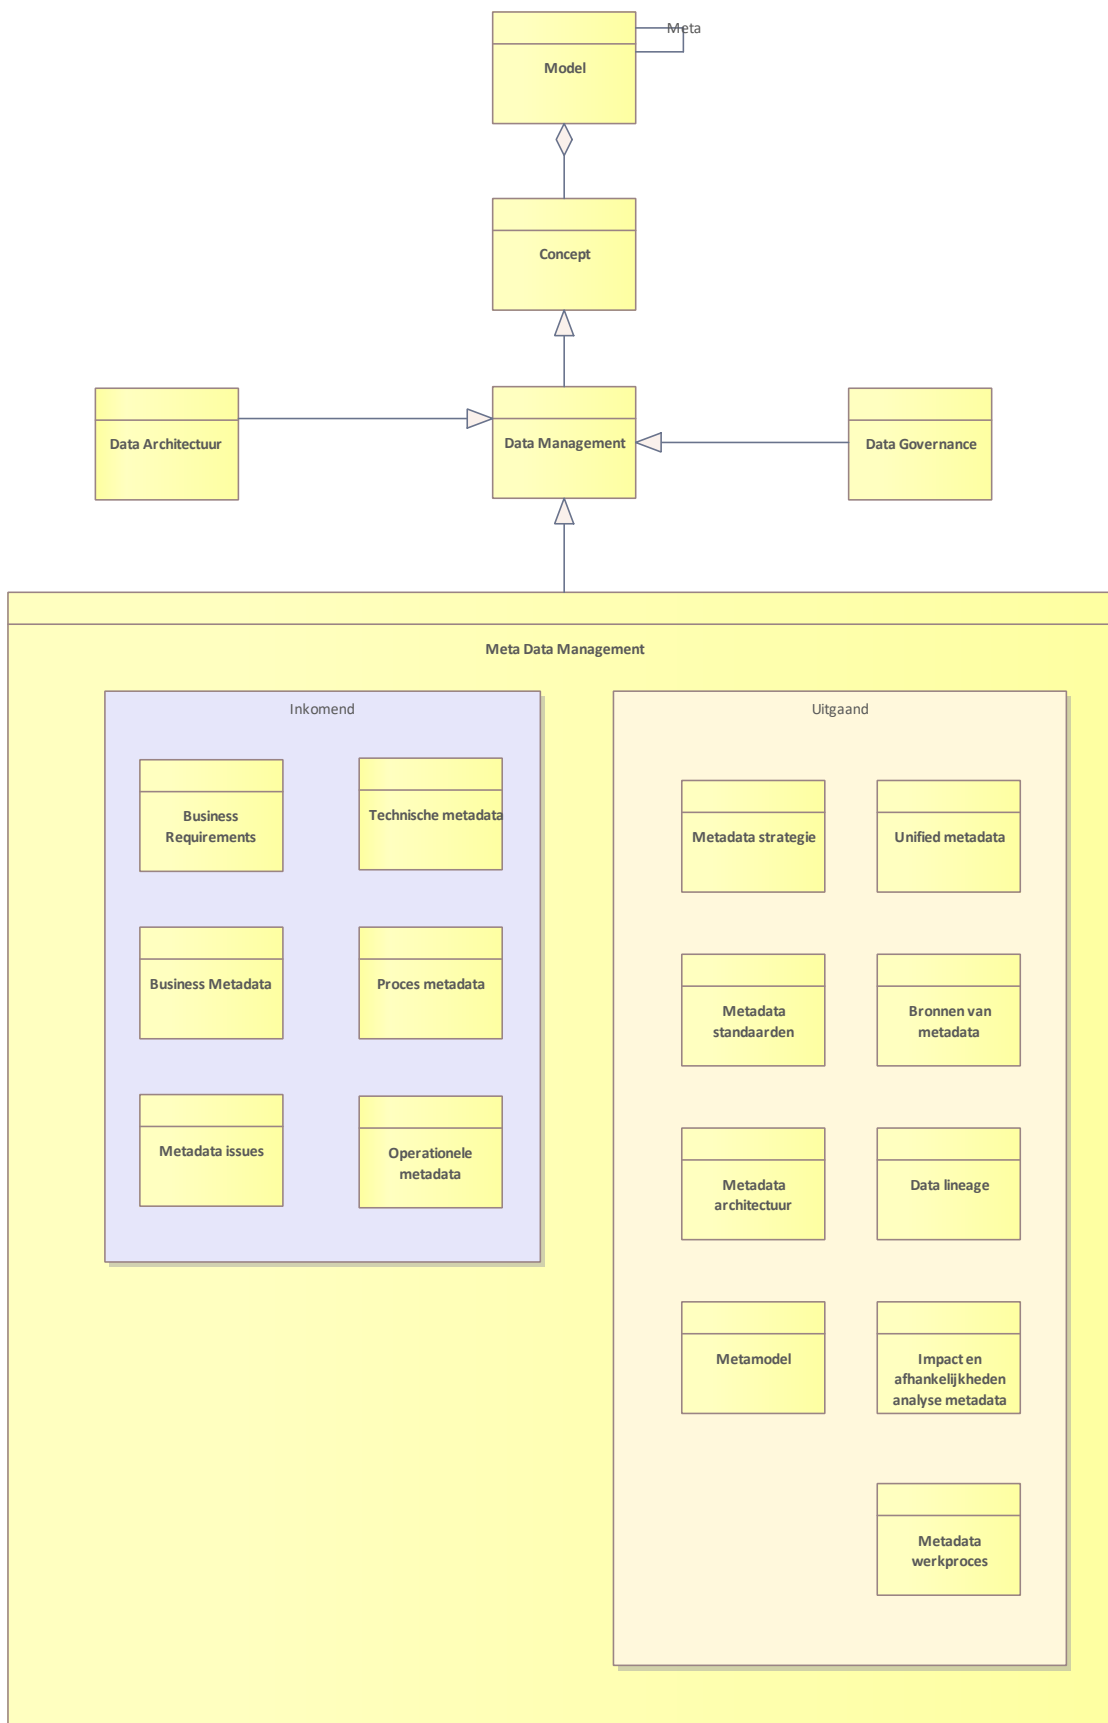 Meta
Model
Concept
Data Architectuur
Data Management
Data Governance
Meta Data Management
Inkomend
Business
Requirements
Technische metadata
Business Metadata
Proces metadata
Metadata issues
Operationele
metadata
Uitgaand
Metadata strategie
Unified metadata
Metadata
standaarden
Bronnen van
metadata
Metadata
architectuur
Data lineage
Metamodel
Impact en
afhankelijkheden
analyse metadata
Metadata
werkproces